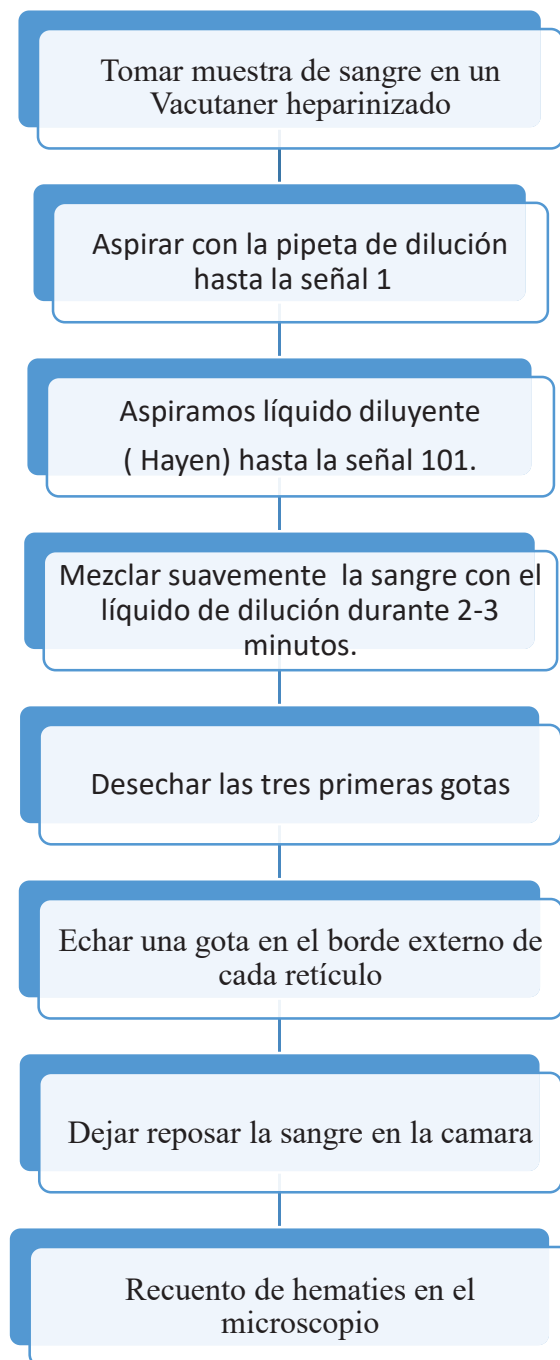 Tomar muestra de sangre en un
Vacutaner heparinizado
Aspirar con la pipeta de dilución
hasta la señal 1
Aspiramos líquido diluyente
( Hayen) hasta la señal 101.
Mezclar suavemente la sangre con el
líquido de dilución durante 2-3
minutos.
Desechar las tres primeras gotas
Echar una gota en el borde externo de
cada retículo
Dejar reposar la sangre en la camara
Recuento de hematies en el
microscopio